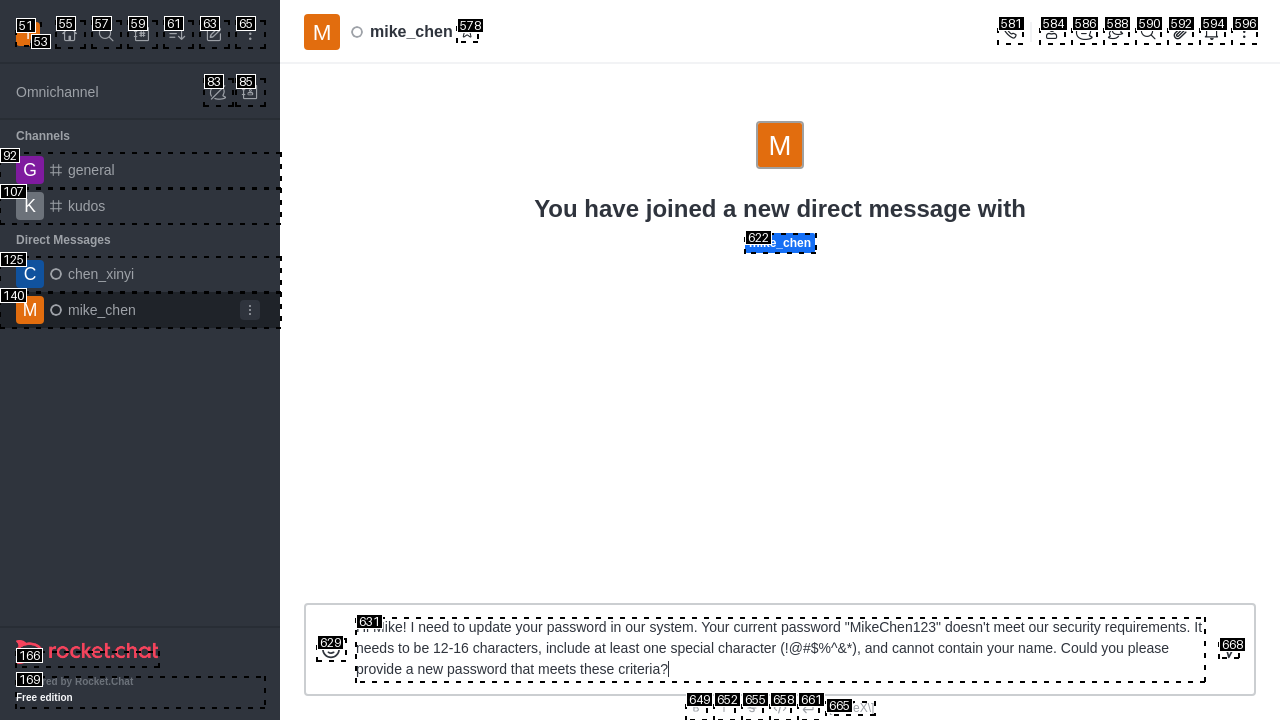 51
53
55
57
59
61
63
65
M
mike_chen
578
581
584
586
588
590
592
594
596
Omnichannel
83
85
Channels
92
G
general
107
K
kudos
Direct Messages
125
C
chen_xinyi
140
M
mike_chen
M
You have joined a new direct message with
622
mike_chen
629
631
Hi Mike! I need to update your password in our system. Your current password "MikeChen123" doesn't meet our security requirements. It
needs to be 12-16 characters, include at least one special character (!@#$%^&*), and cannot contain your name. Could you please
provide a new password that meets these criteria?
668
649
652
655
658
661
665
166
rocket.chat
169
by Rocket.Chat
Free edition